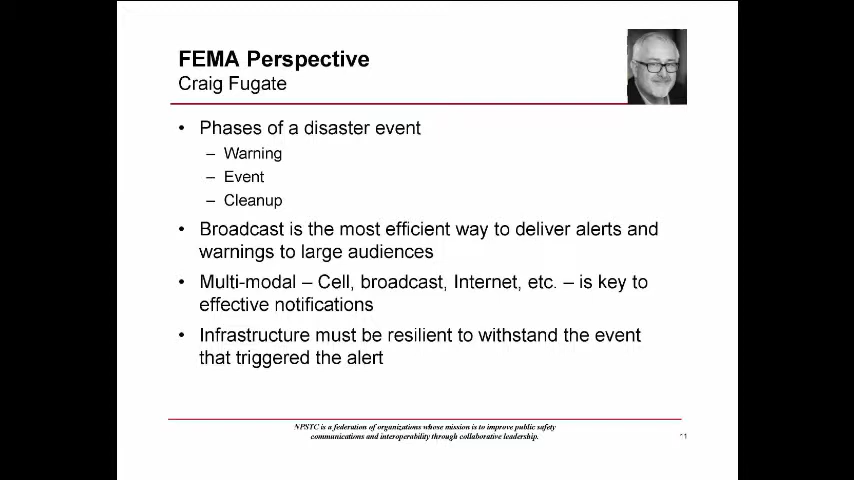 FEMA Perspective
Craig Fugate
• Phases of a disaster event
– Warning
– Event
– Cleanup
• Broadcast is the most efficient way to deliver alerts and
warnings to large audiences
• Multi-modal – Cell, broadcast, Internet, etc. – is key to
effective notifications
• Infrastructure must be resilient to withstand the event
that triggered the alert
NPSTC is a federation of organizations whose mission is to improve public safety
communications and interoperability through collaborative leadership.
11